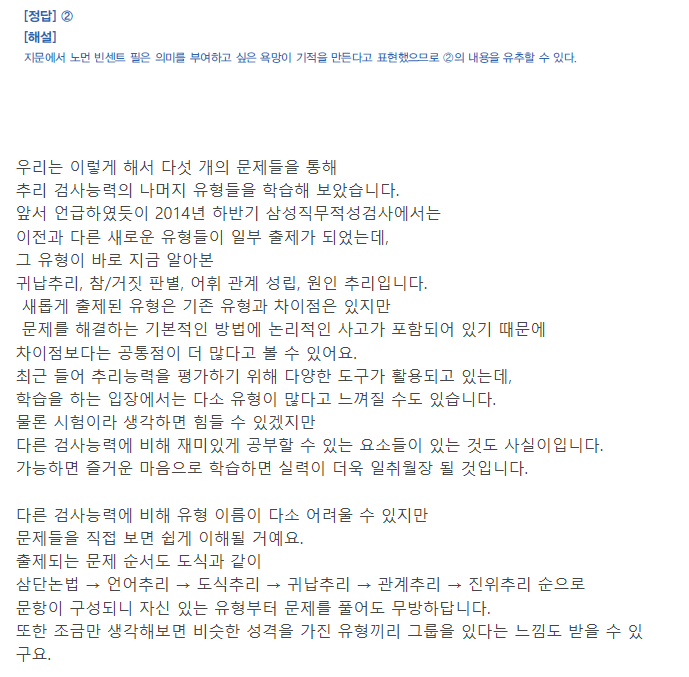 [정답] ②
[해설]
지문에서 노먼 빈센트 필은 의미를 부여하고 싶은 욕망이 기적을 만든다고 표현했으므로 ②의 내용을 유추할 수 있다.
우리는 이렇게 해서 다섯 개의 문제들을 통해
추리 검사능력의 나머지 유형들을 학습해 보았습니다.
앞서 언급하였듯이 2014년 하반기 삼성직무적성검사에서는
이전과 다른 새로운 유형들이 일부 출제가 되었는데,
그 유형이 바로 지금 알아본
귀납추리, 참/거짓 판별, 어휘 관계 성립, 원인 추리입니다.
새롭게 출제된 유형은 기존 유형과 차이점은 있지만
문제를 해결하는 기본적인 방법에 논리적인 사고가 포함되어 있기 때문에
차이점보다는 공통점이 더 많다고 볼 수 있어요.
최근 들어 추리능력을 평가하기 위해 다양한 도구가 활용되고 있는데,
학습을 하는 입장에서는 다소 유형이 많다고 느껴질 수도 있습니다.
물론 시험이라 생각하면 힘들 수 있겠지만
다른 검사능력에 비해 재미있게 공부할 수 있는 요소들이 있는 것도 사실이입니다.
가능하면 즐거운 마음으로 학습하면 실력이 더욱 일취월장 될 것입니다.
다른 검사능력에 비해 유형 이름이 다소 어려울 수 있지만
문제들을 직접 보면 쉽게 이해될 거예요.
출제되는 문제 순서도 도식과 같이
삼단논법 → 언어추리 → 도식추리 → 귀납추리 → 관계추리 → 진위추리 순으로
문항이 구성되니 자신 있는 유형부터 문제를 풀어도 무방하답니다.
또한 조금만 생각해보면 비슷한 성격을 가진 유형끼리 그룹을 있다는 느낌도 받을 수 있
구요.